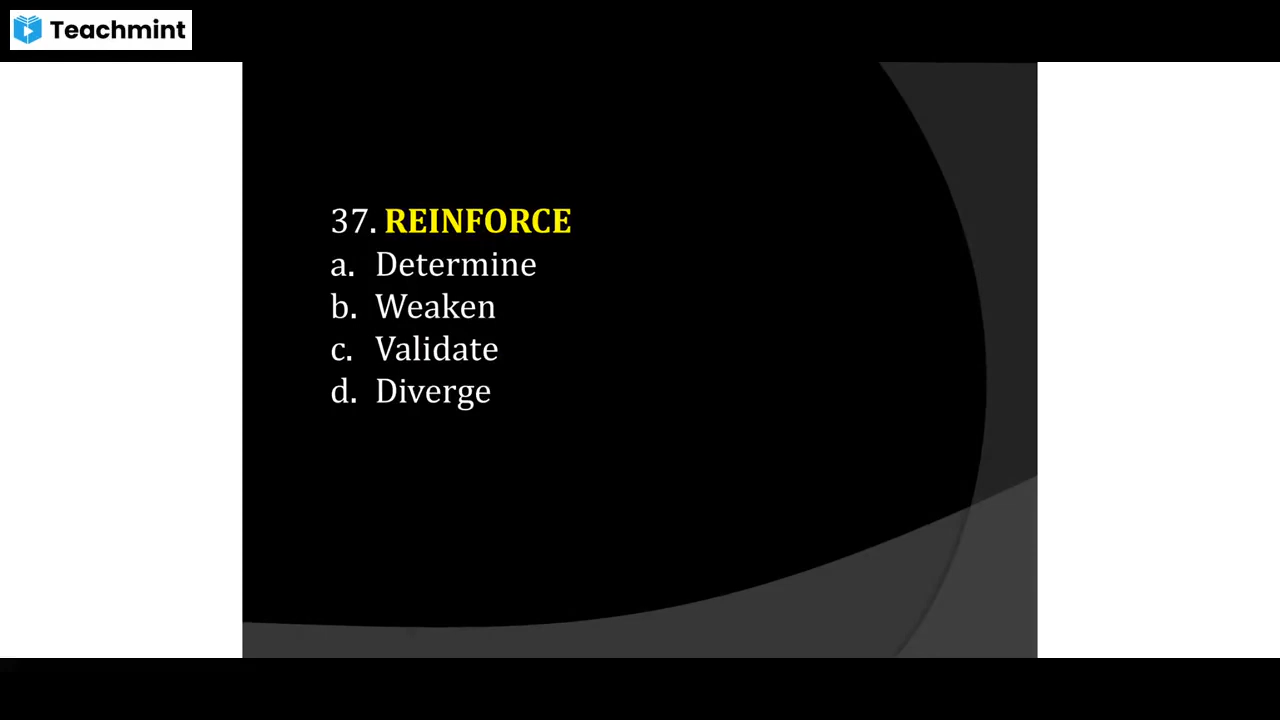 Teachmint
37. REINFORCE
a. Determine
b. Weaken
c. Validate
d. Diverge